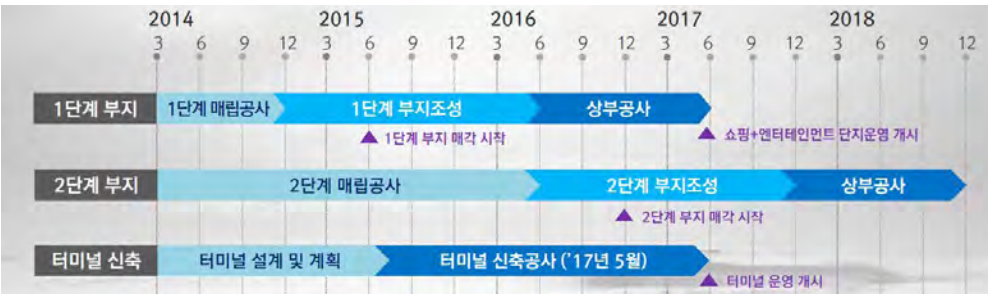 2014 2015 2016 2017 2018
3 6 9 12 3 6 9 12 3 6 9 12 3 6 9 12 3 6 9 12
1단계 부지 1단계 매립공사 1단계 부지조성 상부공사
1단계 부지 매각 시작 쇼핑+엔터테인먼트 단지운영 개시
2단계 부지 2단계 매립공사 2단계 부지조성 상부공사
2단계 부지 매각 시작
터미널 신축 터미널 설계 및 계획 터미널 신축공사 ('17년 5월)
터미널 운영 개시